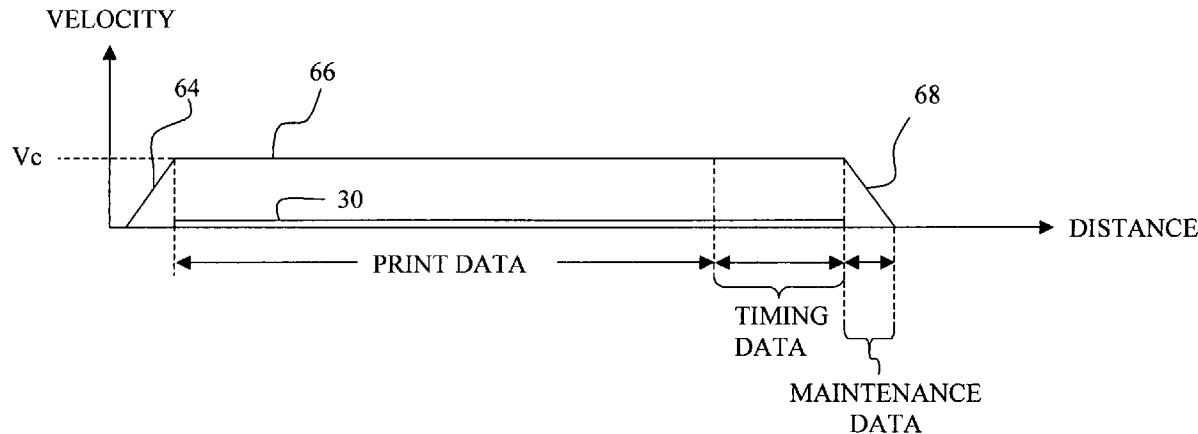 VELOCITY
64
66
68
Vc
30
DISTANCE
PRINT DATA
TIMING
DATA
MAINTENANCE
DATA